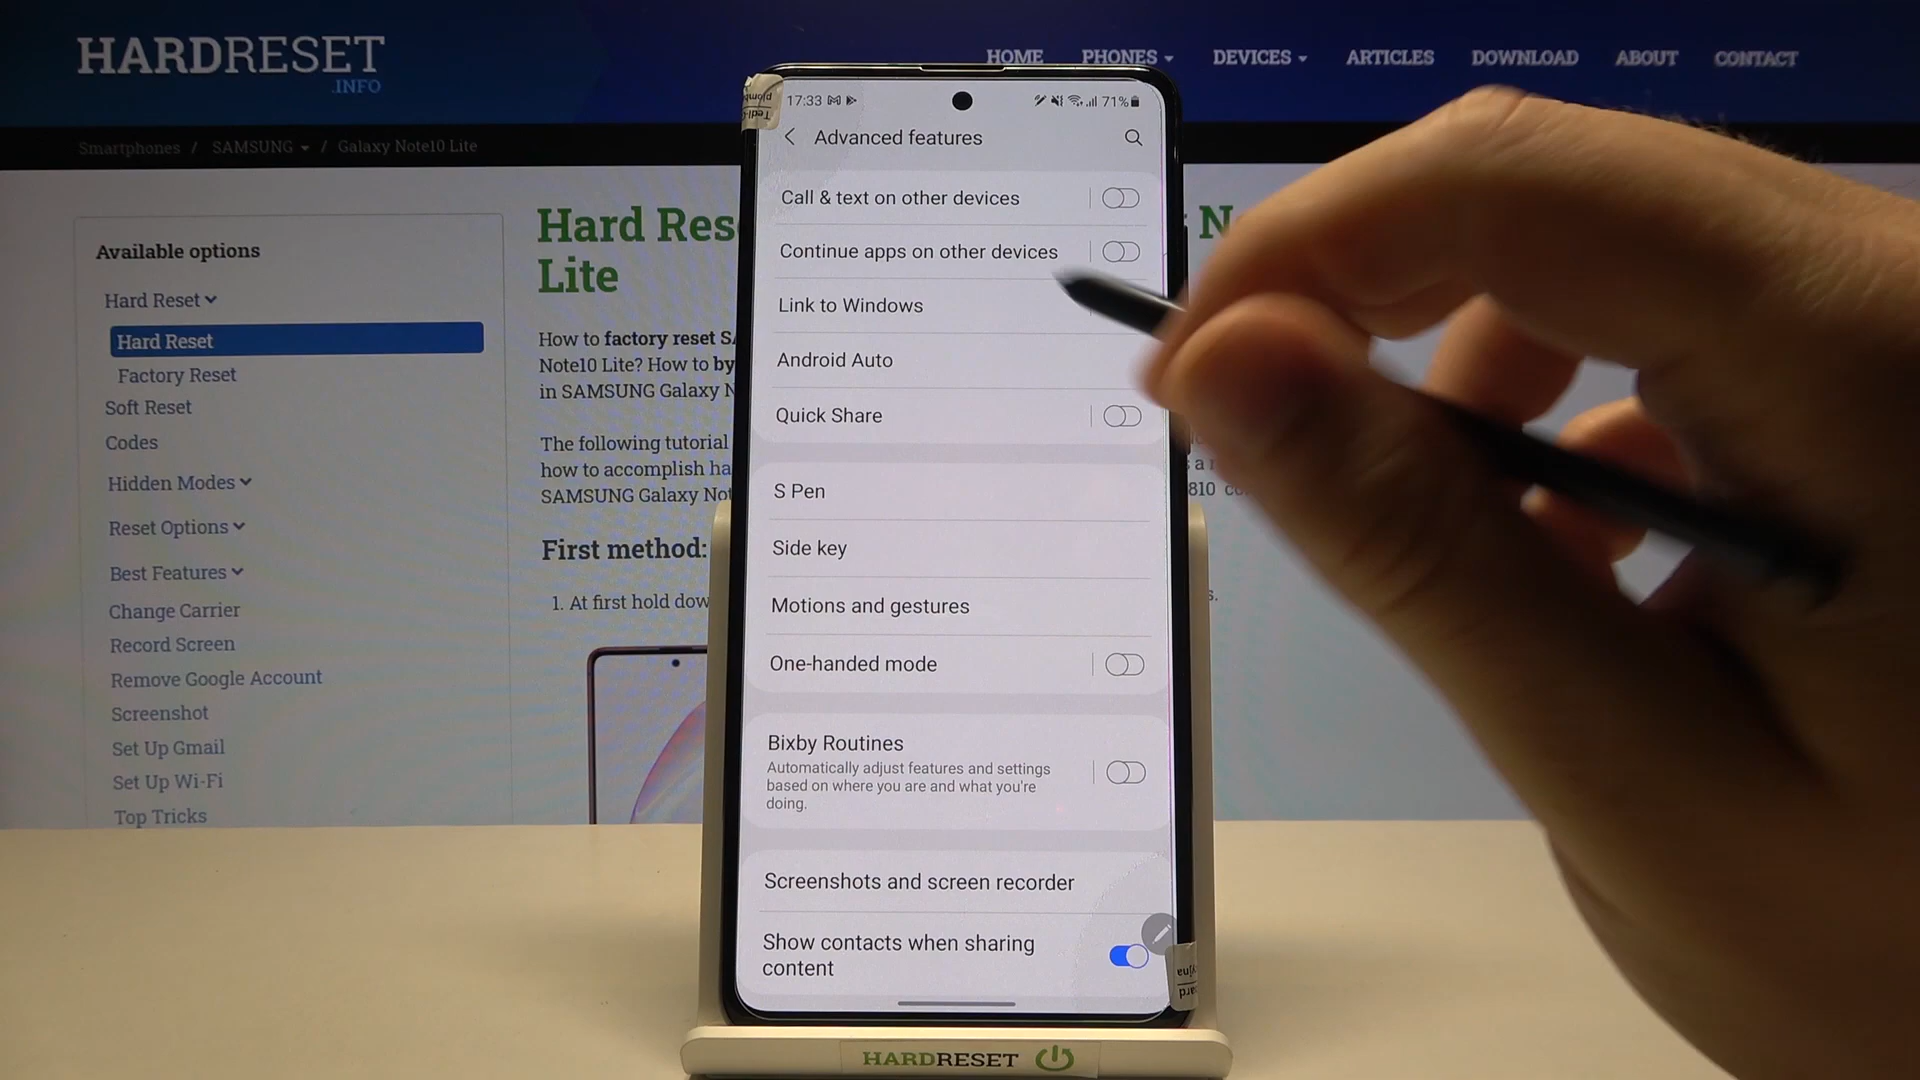 HARDRESET
.INFO
HOME PHONES DEVICES ARTICLES DOWNLOAD ABOUT CONTACT
Smartphones / SAMSUNG / Galaxy Note10 Lite
Available options
Hard Reset
Hard Reset
Factory Reset
Soft Reset
Codes
Hidden Modes
Reset Options
Best Features
Change Carrier
Record Screen
Remove Google Account
Screenshot
Set Up Gmail
Set Up Wi-Fi
Top Tricks
Hard Res
Lite
How to factory reset SA
Note10 Lite? How to by
in SAMSUNG Galaxy N
The following tutorial
how to accomplish ha
SAMSUNG Galaxy Not
First method:
1. At first hold dow
17:33 71%
Advanced features
Call & text on other devices
Continue apps on other devices
Link to Windows
Android Auto
Quick Share
S Pen
Side key
Motions and gestures
One-handed mode
Bixby Routines
Automatically adjust features and settings
based on where you are and what you're
doing.
Screenshots and screen recorder
Show contacts when sharing
content
HARDRESET